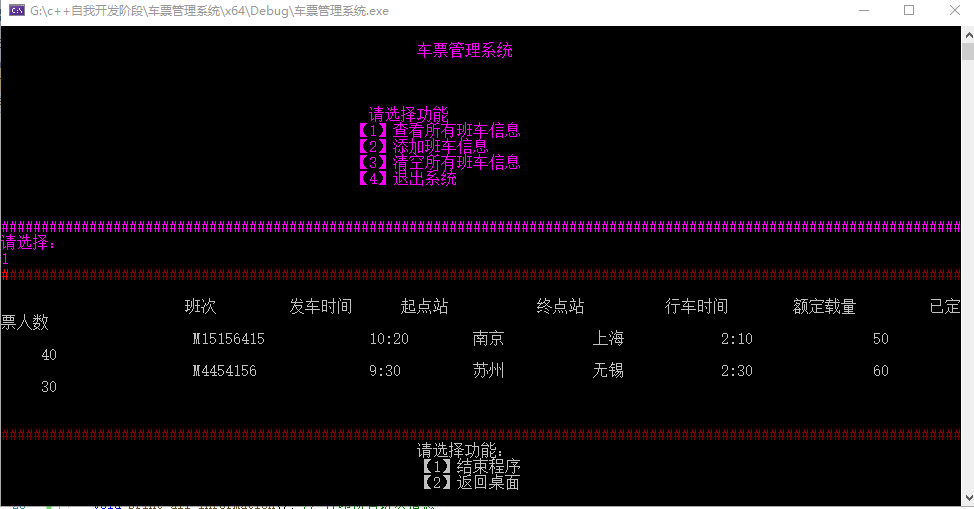 G:\c++自我开发阶段\车票管理系统\x64\Debug\车票管理系统.exe
车票管理系统
请选择功能
【1】查看所有班车信息
【2】添加班车信息
【3】清空所有班车信息
【4】退出系统
########################################################################################################################
请选择:
1
########################################################################################################################
班次 发车时间 起点站 终点站 行车时间 额定载量 已定
票人数
M15156415 10:20 南京 上海 2:10 50
40
M4454156 9:30 苏州 无锡 2:30 60
30
########################################################################################################################
请选择功能:
【1】结束程序
【2】返回桌面